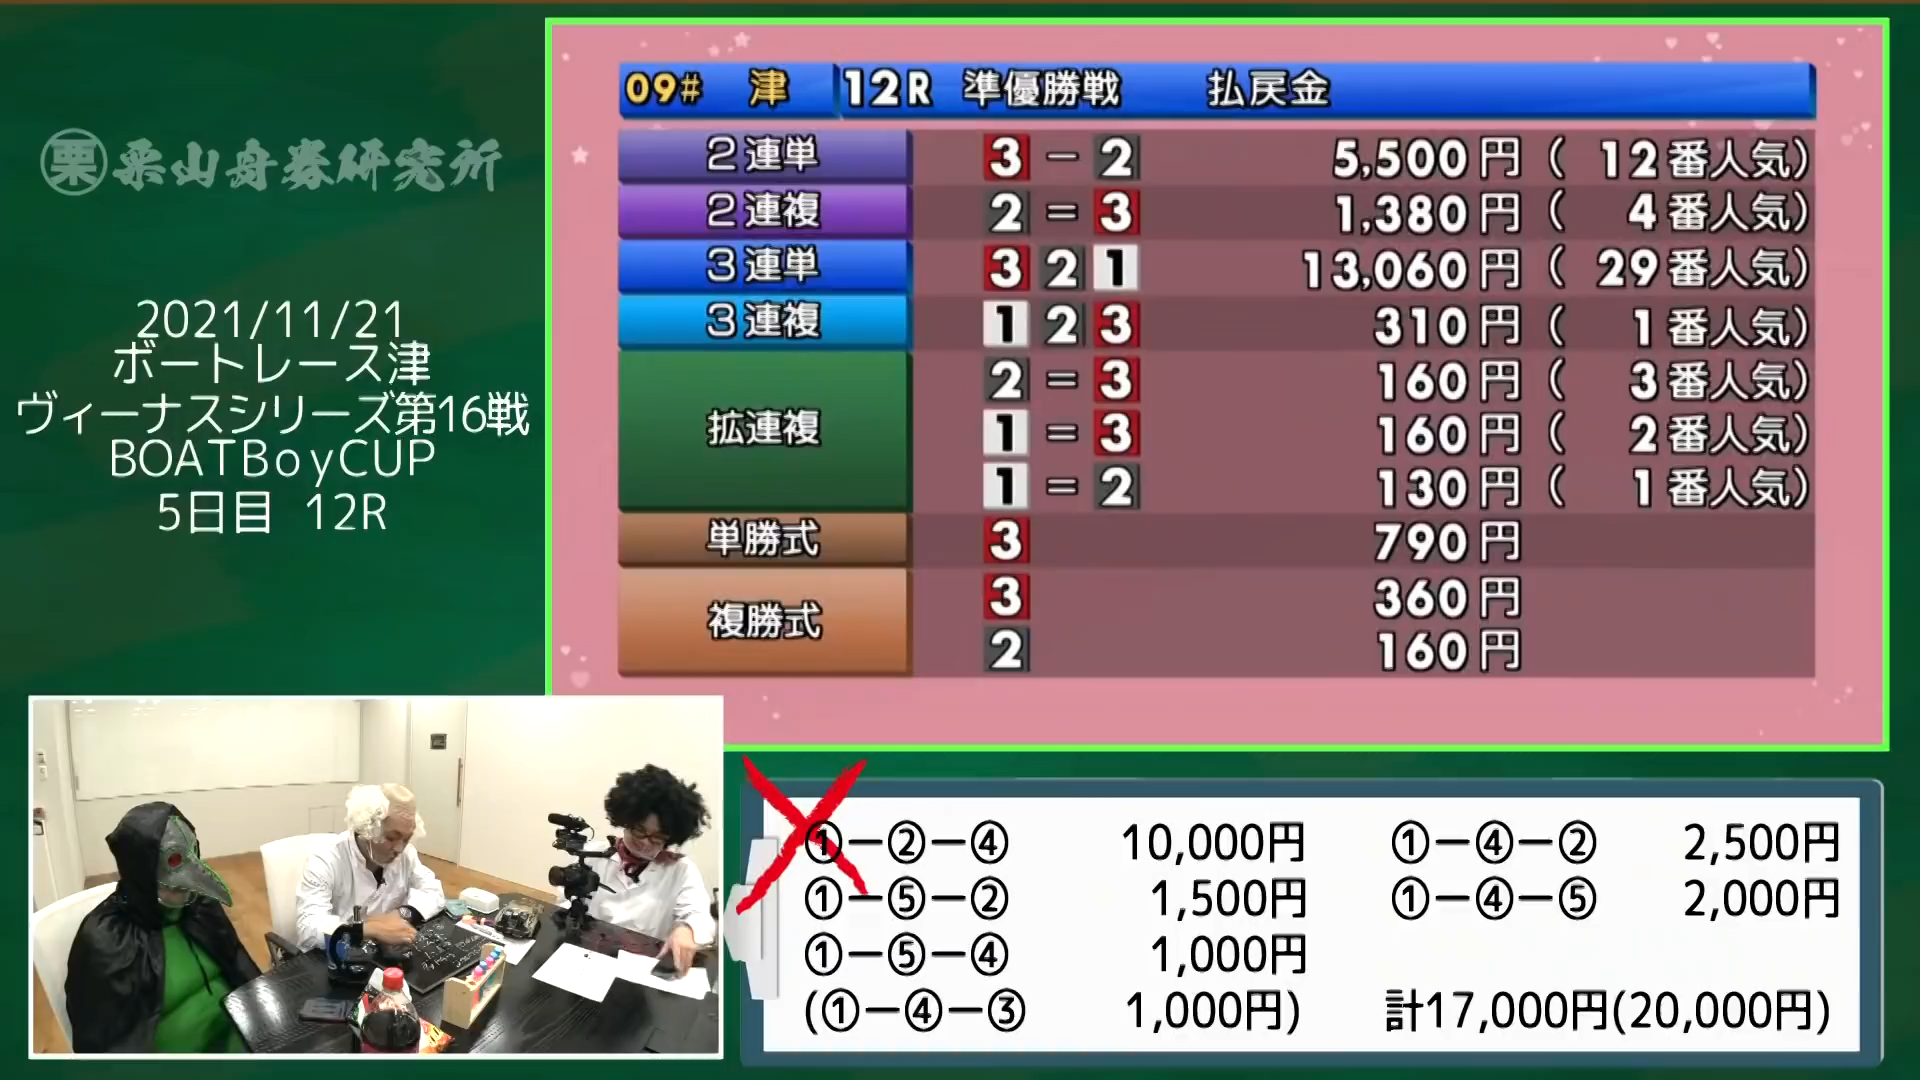 栗 栗山舟券研究所
2021/11/21
ボートレース津
ヴィーナスシリーズ第16戦
BOATBoyCUP
5日目 12R
09# 津 12R 準優勝戦 払戻金
2連単 3 − 2 5,500円 ( 12番人気)
2連複 2 = 3 1,380円 ( 4番人気)
3連単 3 2 1 13,060円 ( 29番人気)
3連複 1 2 3 310円 ( 1番人気)
拡連複 2 = 3 160円 ( 3番人気)
1 = 3 160円 ( 2番人気)
1 = 2 130円 ( 1番人気)
単勝式 3 790円
複勝式 3 360円
2 160円
①−②−④ 10,000円 ①−④−② 2,500円
①−⑤−② 1,500円 ①−④−⑤ 2,000円
①−⑤−④ 1,000円
(①−④−③ 1,000円) 計17,000円(20,000円)